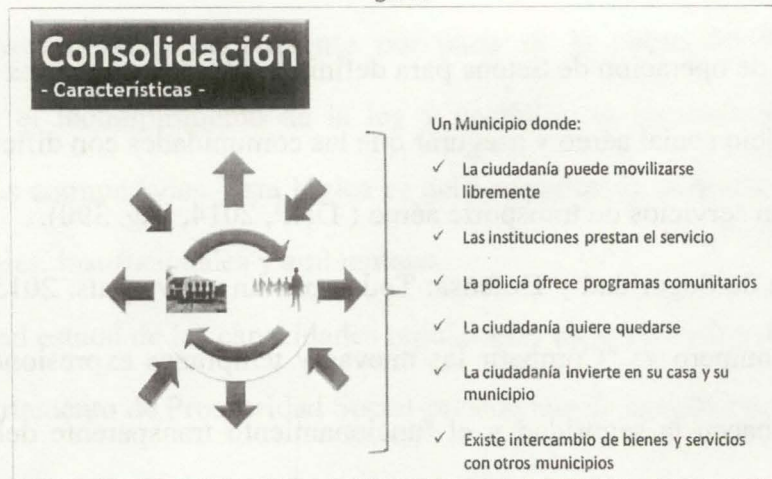 Consolidación
- Características -
Un Municipio donde:
✓ La ciudadanía puede movilizarse
libremente
✓ Las instituciones prestan el servicio
✓ La policía ofrece programas comunitarios
✓ La ciudadanía quiere quedarse
✓ La ciudadanía invierte en su casa y su
municipio
✓ Existe intercambio de bienes y servicios
con otros municipios